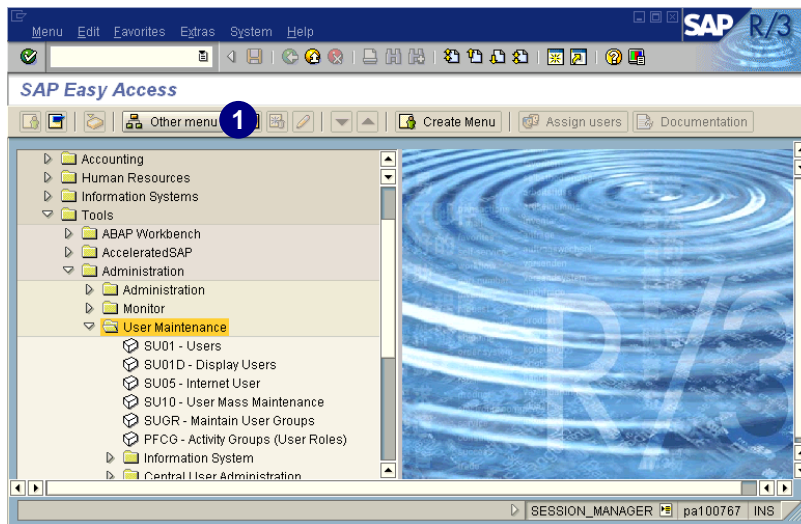 Menu Edit Favorites Extras System Help
SAP R/3
SAP Easy Access
Other menu 1 Create Menu Assign users Documentation
Accounting
Human Resources
Information Systems
Tools
ABAP Workbench
AcceleratedSAP
Administration
Administration
Monitor
User Maintenance
SU01 - Users
SU01D - Display Users
SU05 - Internet User
SU10 - User Mass Maintenance
SUGR - Maintain User Groups
PFCG - Activity Groups (User Roles)
Information System
Central User Administration
R/3
SESSION_MANAGER pa100767 INS